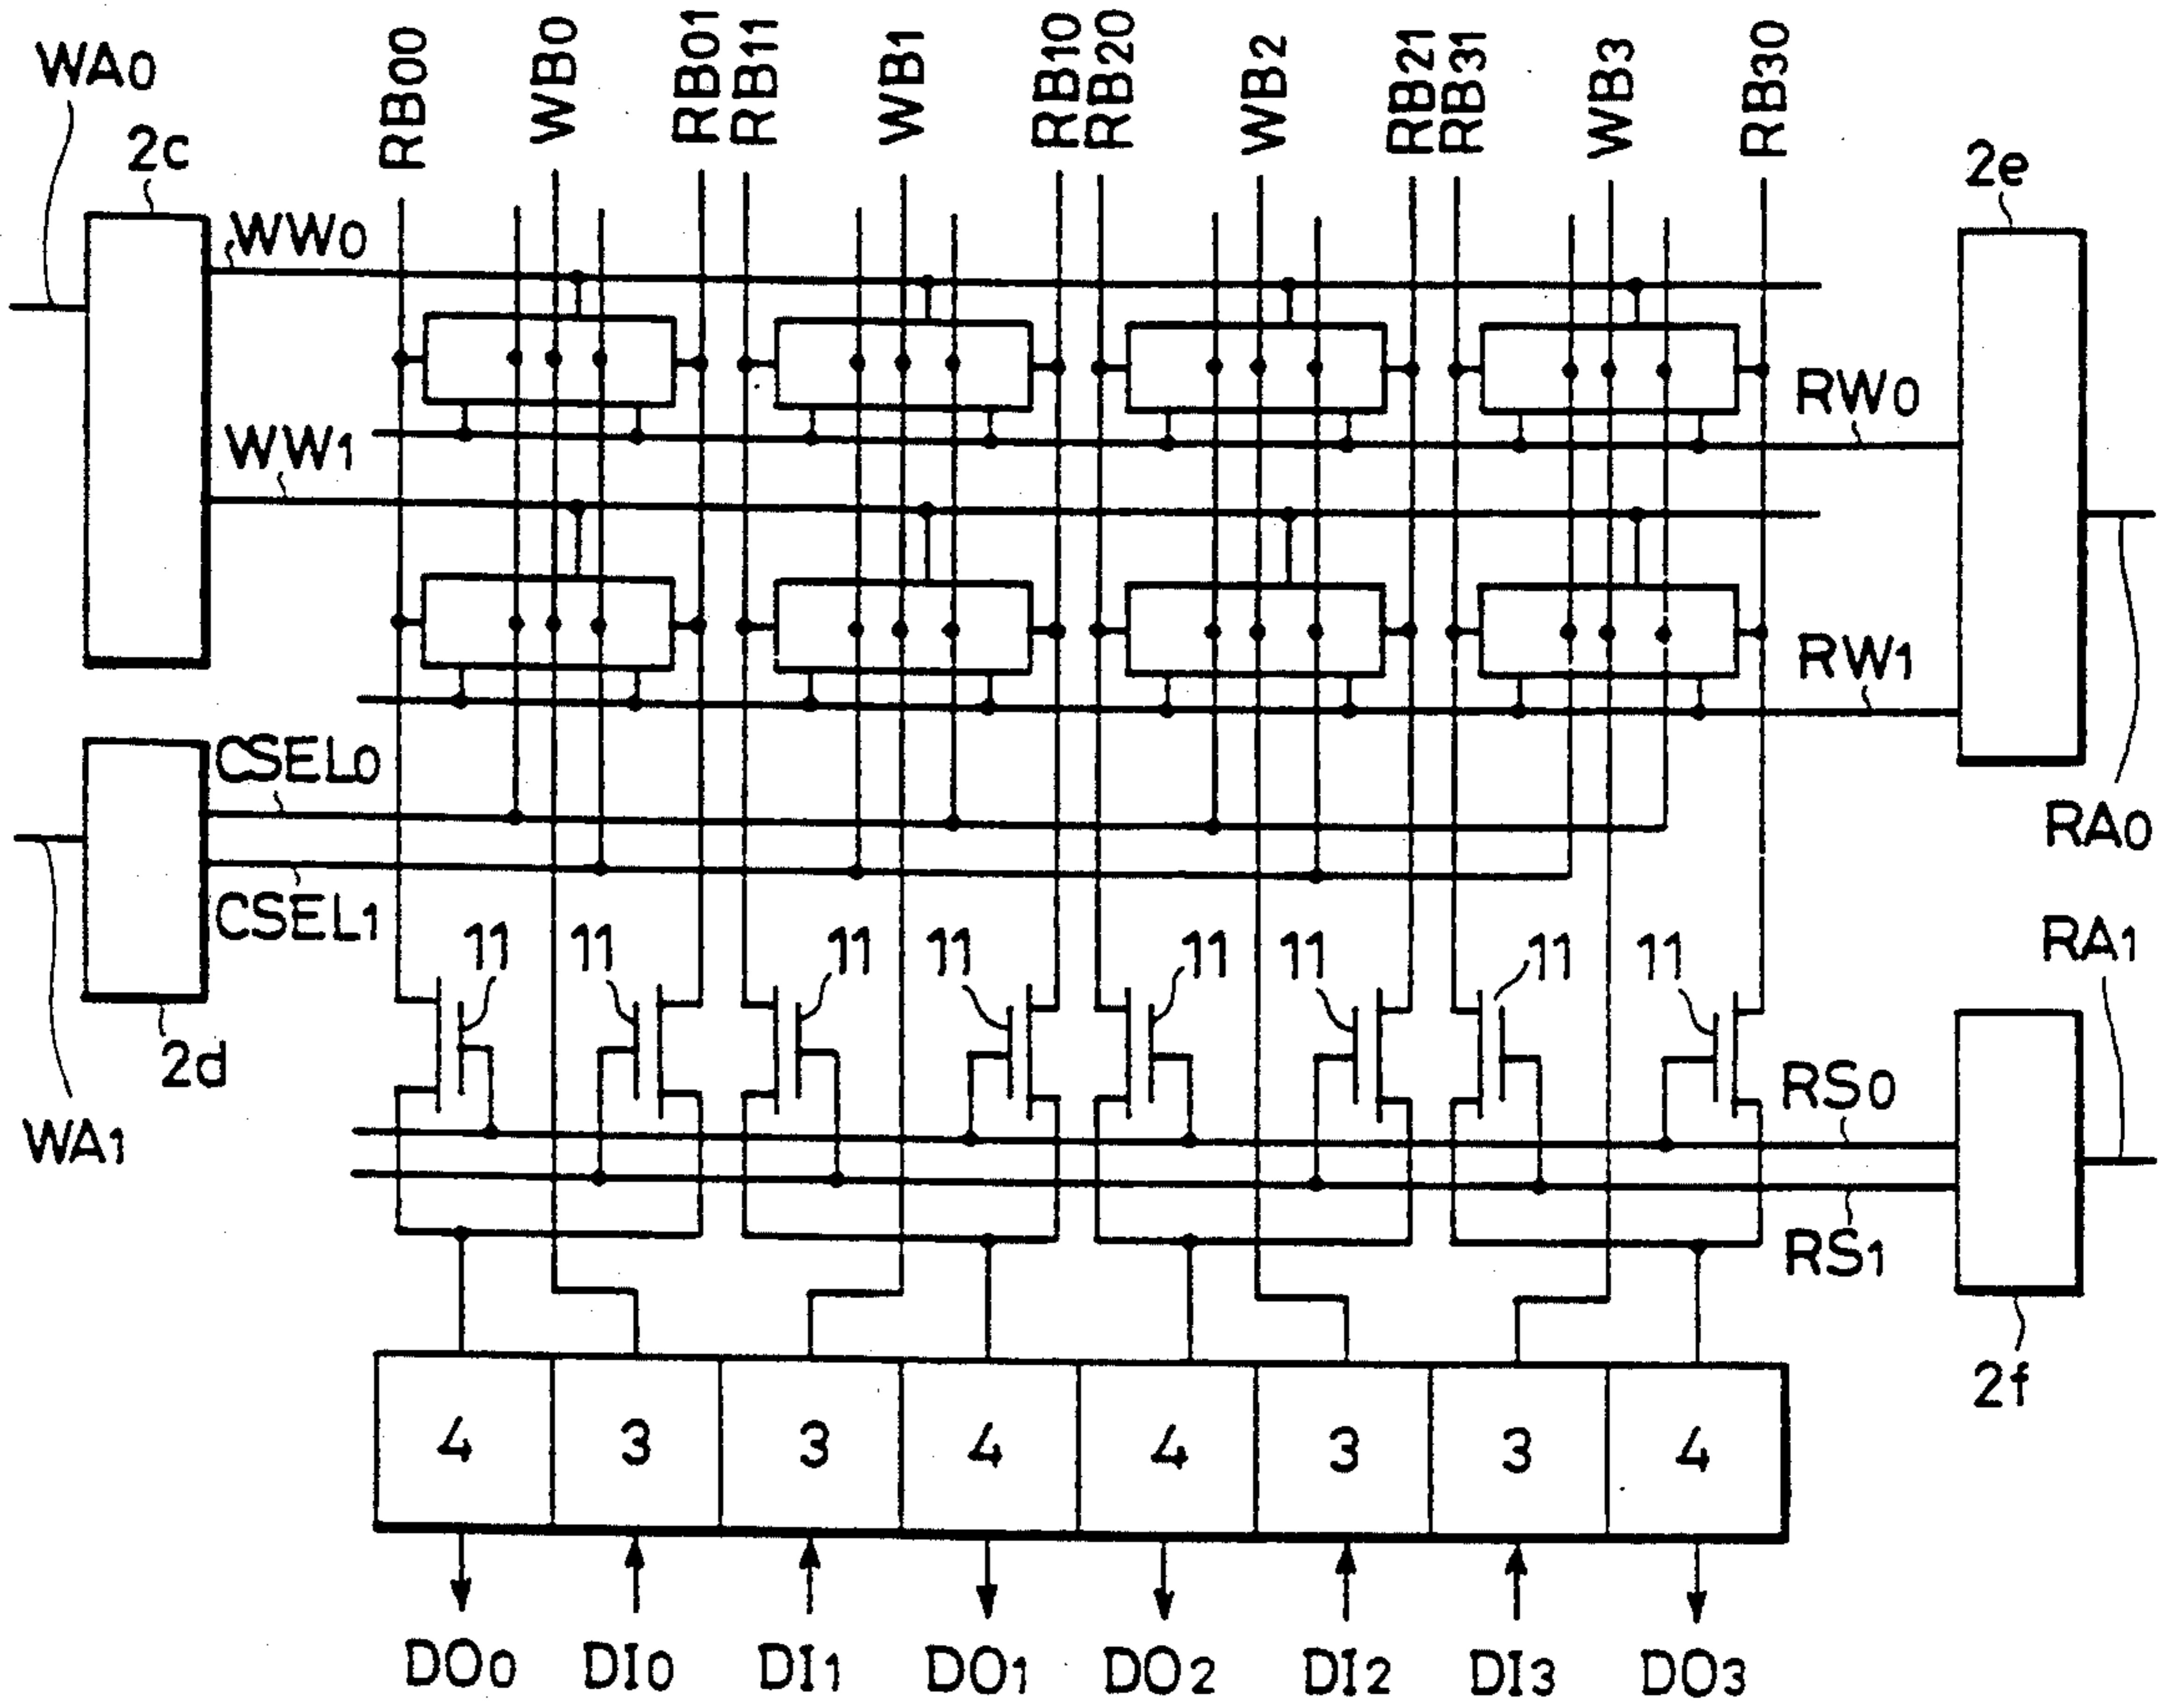 WA0
RB00
WB0
RB01
RB11
WB1
RB10
RB20
WB2
RB21
RB31
WB3
RB30
2c
2e
WW0
RW0
WW1
RW1
CSEL0
RA0
CSEL1
11 11 11 11 11 11 11 11
RA1
2d
RS0
WA1
RS1
2f
4 3 3 4 4 3 3 4
DO0 DI0 DI1 DO1 DO2 DI2 DI3 DO3